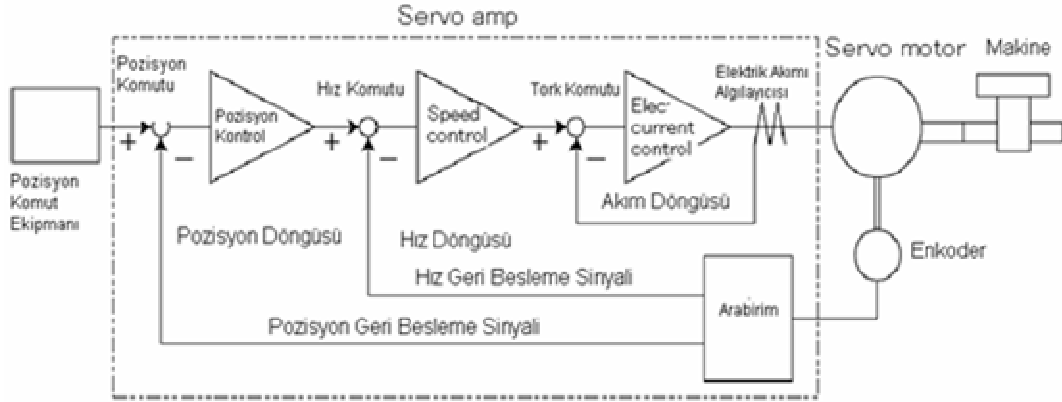 Servo amp
Servo motor
Makine
Pozisyon
Komutu
Hız Komutu
Tork Komutu
Elektrik Akımı
Algılayıcısı
Pozisyon
Kontrol
Speed
control
Elec
current
control
+
−
+
−
+
−
Pozisyon
Komut
Ekipmanı
Akım Döngüsü
Pozisyon Döngüsü
Hız Döngüsü
Enkoder
Hız Geri Besleme Sinyali
Arabirim
Pozisyon Geri Besleme Sinyali